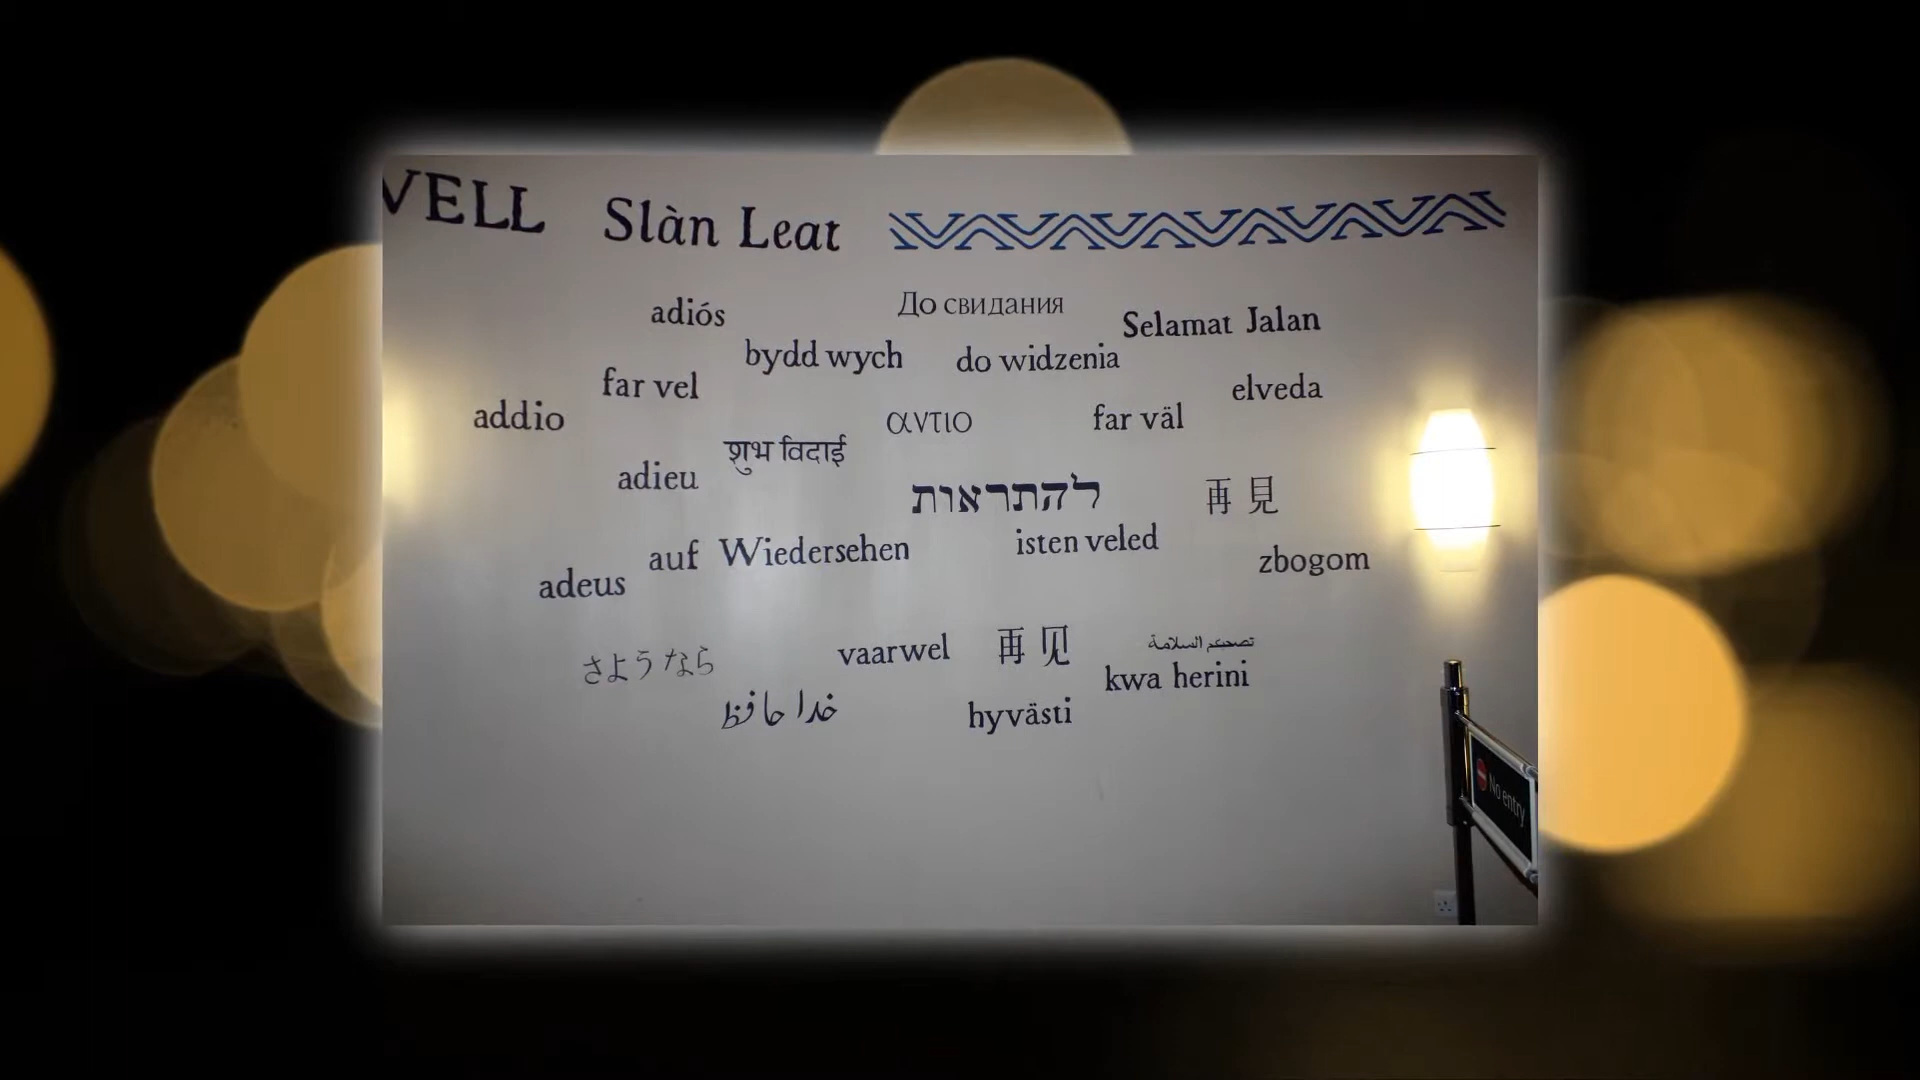 VELL Slàn Leat
adiós
До свидания
Selamat Jalan
bydd wych
do widzenia
far vel
elveda
addio
αντιο
far väl
शुभ विदाई
adieu
להתראות
再見
auf Wiedersehen
isten veled
zbogom
adeus
さようなら
vaarwel
再见
kwa herini
خدا حافظ
hyvästi
No entry